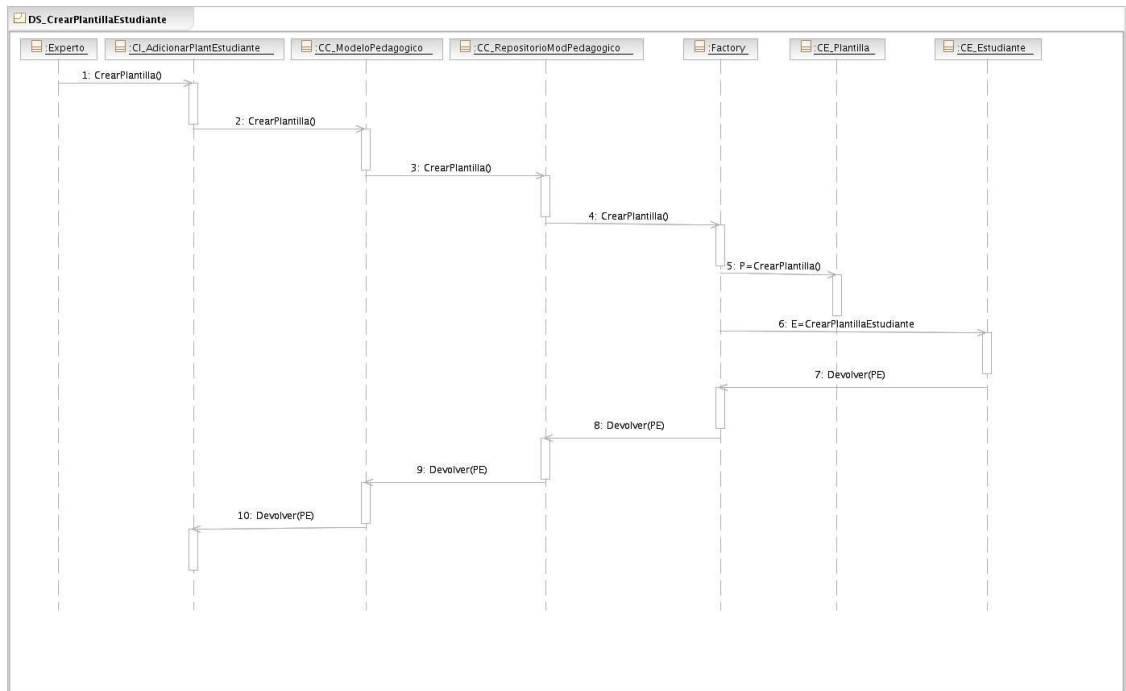 DS_CrearPlantillaEstudiante
:Experto
:CI_AdicionarPlantEstudiante
:CC_ModeloPedagogico
:CC_RepositorioModPedagogico
:Factory
:CE_Plantilla
:CE_Estudiante
1: CrearPlantilla()
2: CrearPlantilla()
3: CrearPlantilla()
4: CrearPlantilla()
5: P=CrearPlantilla()
6: E=CrearPlantillaEstudiante
7: Devolver(PE)
8: Devolver(PE)
9: Devolver(PE)
10: Devolver(PE)